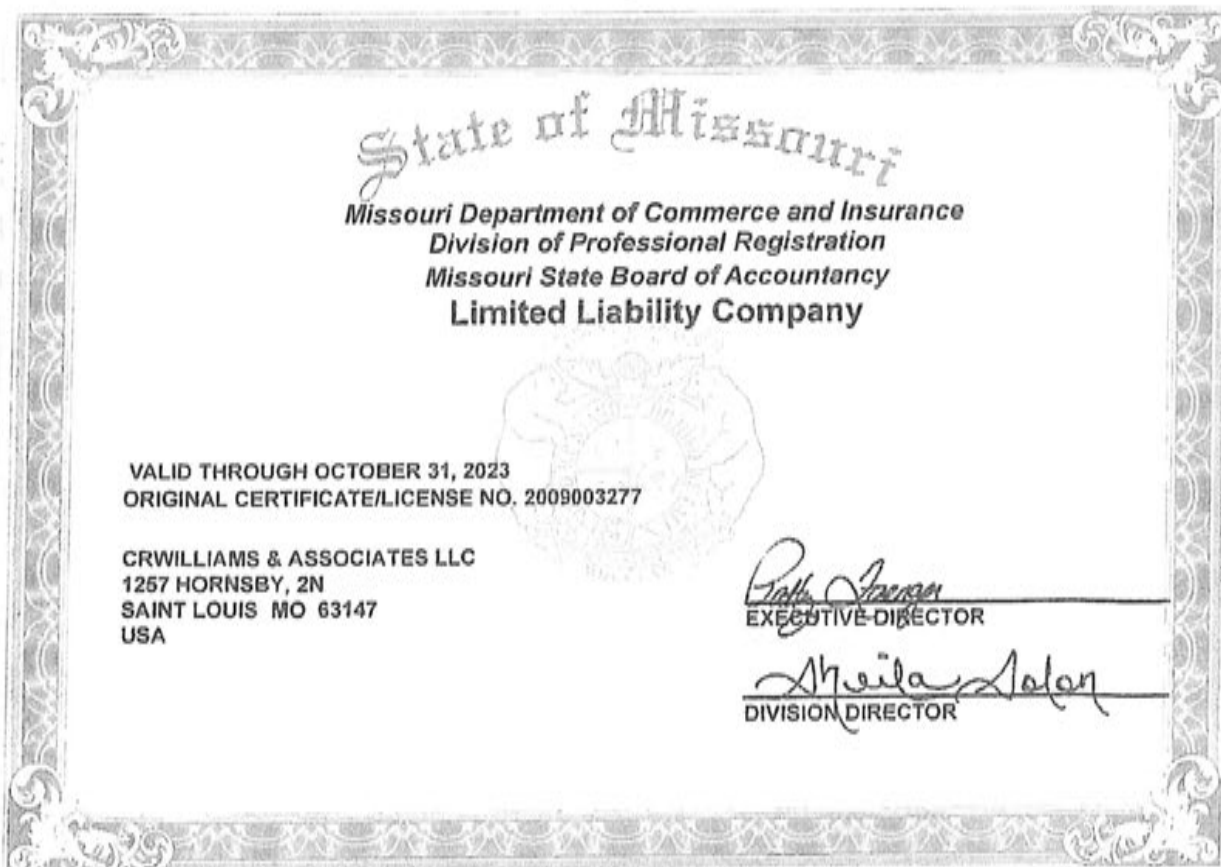 State of Missouri
Missouri Department of Commerce and Insurance
Division of Professional Registration
Missouri State Board of Accountancy
Limited Liability Company
VALID THROUGH OCTOBER 31, 2023
ORIGINAL CERTIFICATE/LICENSE NO. 2009003277
CRWILLIAMS & ASSOCIATES LLC
1257 HORNSBY, 2N
SAINT LOUIS MO 63147
USA
EXECUTIVE DIRECTOR
Sheila Solon
DIVISION DIRECTOR